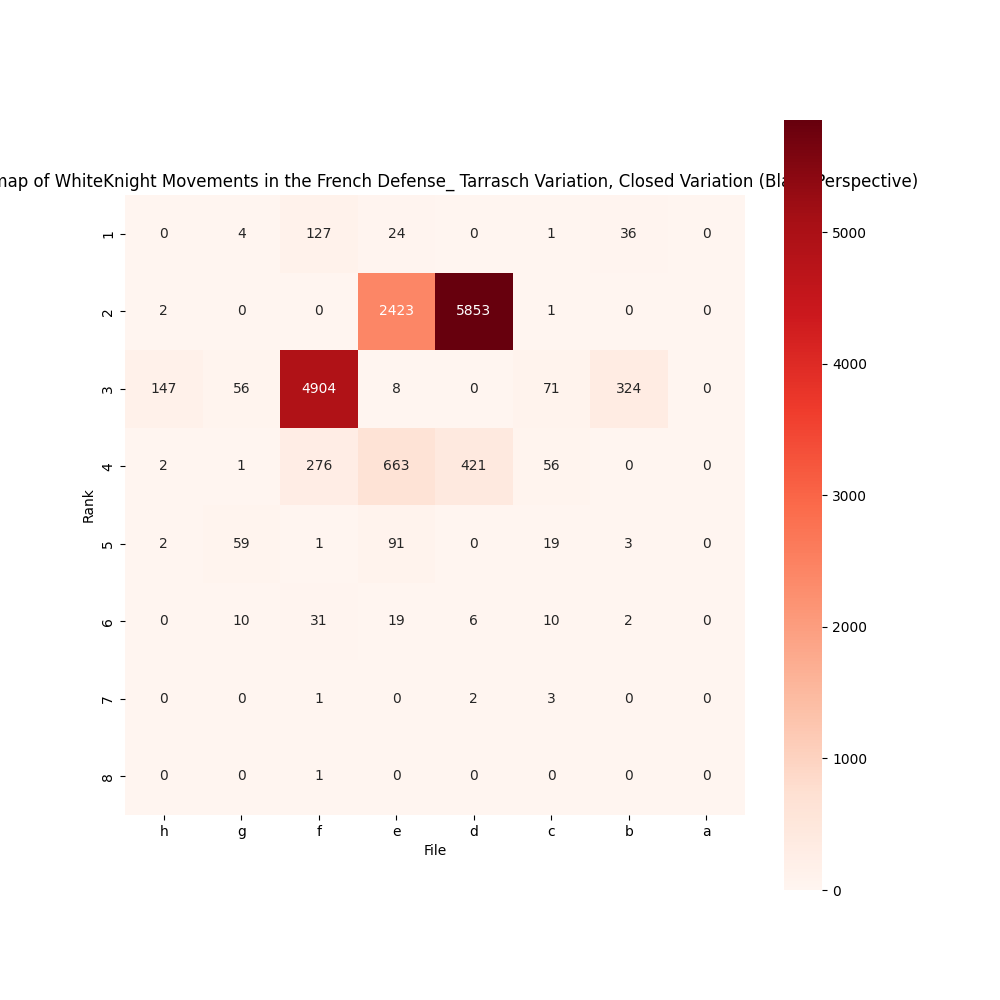 map of WhiteKnight Movements in the French Defense_ Tarrasch Variation, Closed Variation (Bla Perspective)
1 0 4 127 24 0 1 36 0
2 2 0 0 2423 5853 1 0 0
3 147 56 4904 8 0 71 324 0
4 2 1 276 663 421 56 0 0
5 2 59 1 91 0 19 3 0
6 0 10 31 19 6 10 2 0
7 0 0 1 0 2 3 0 0
8 0 0 1 0 0 0 0 0
h g f e d c b a
File
Rank
5000
4000
3000
2000
1000
0